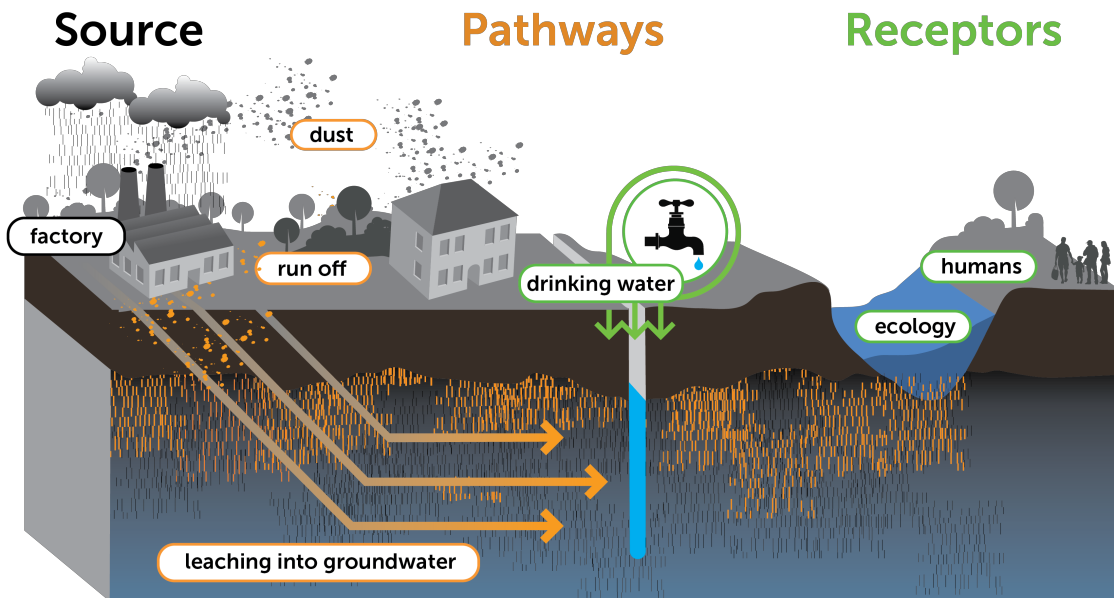 Source
Pathways
Receptors
dust
factory
run off
drinking water
humans
ecology
leaching into groundwater